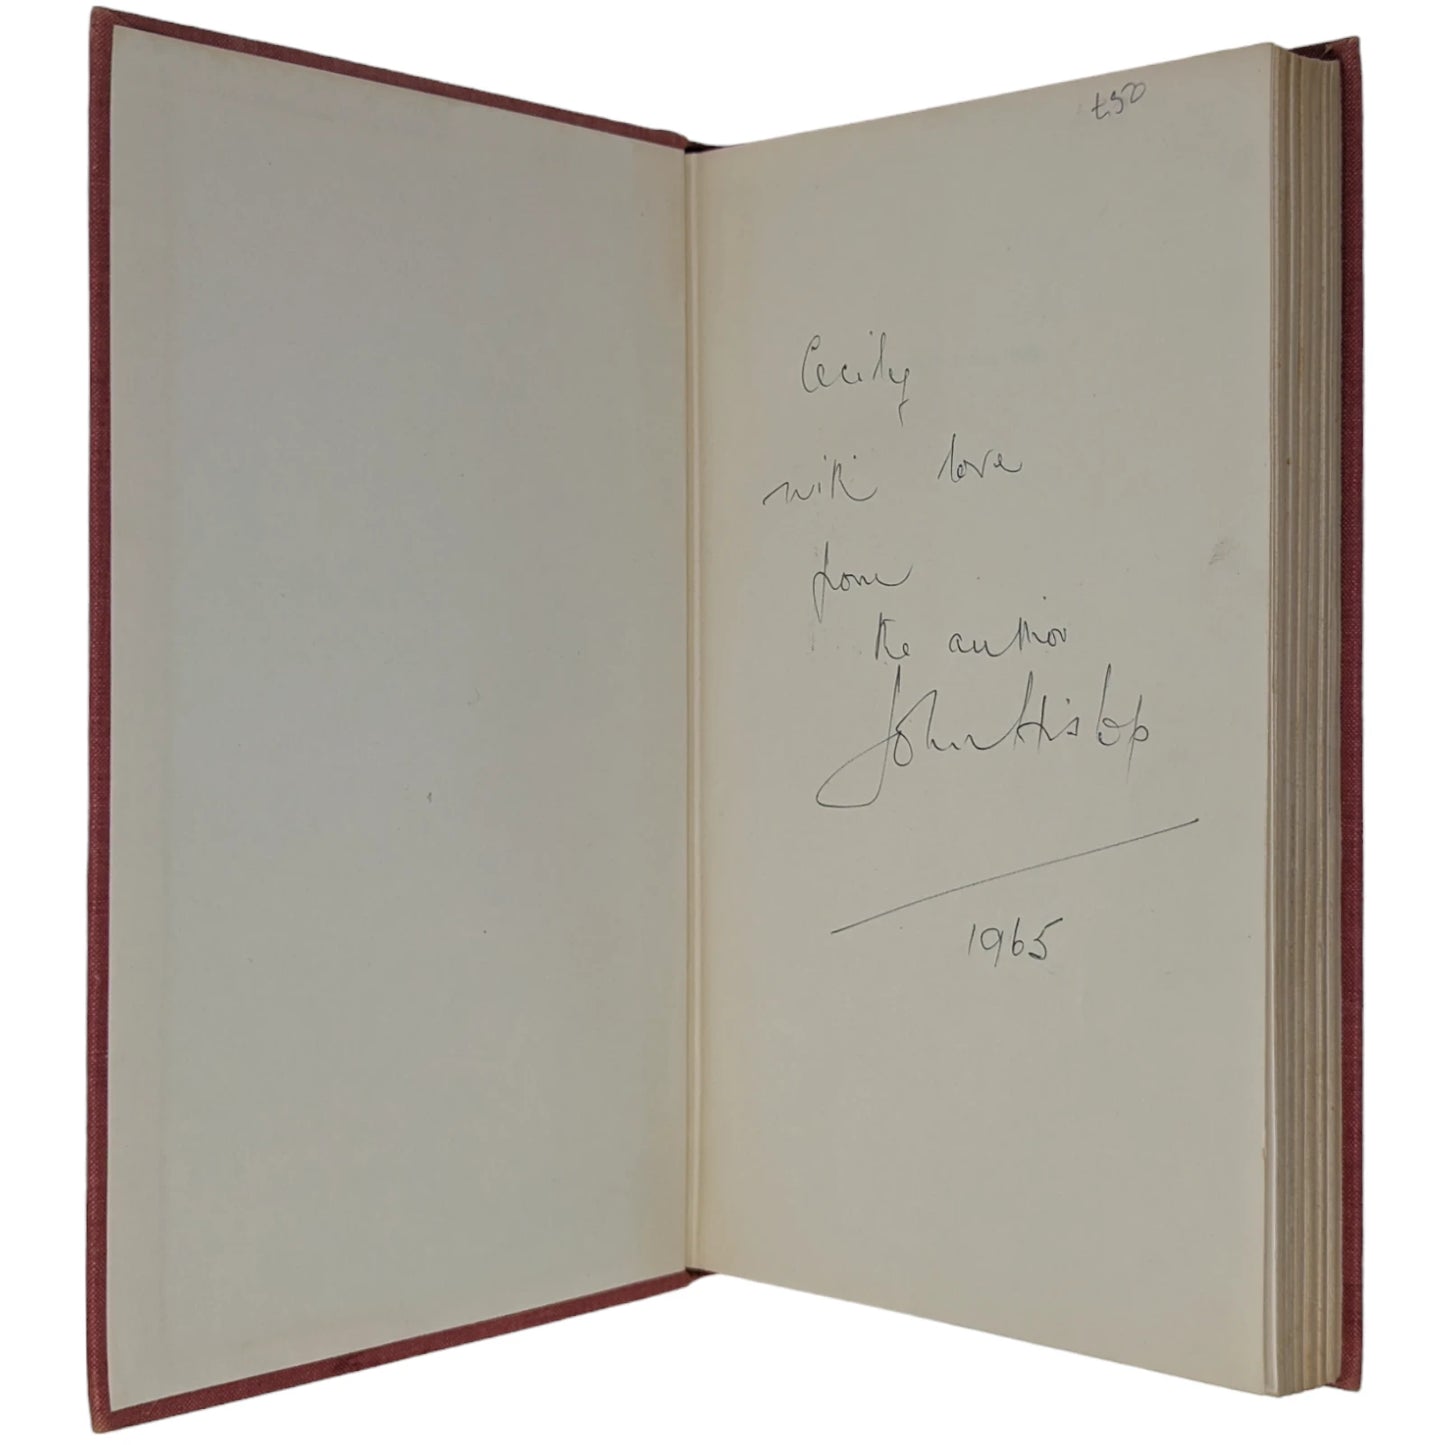 £50
Cecily
with love
from
the author
John Hislop
1965